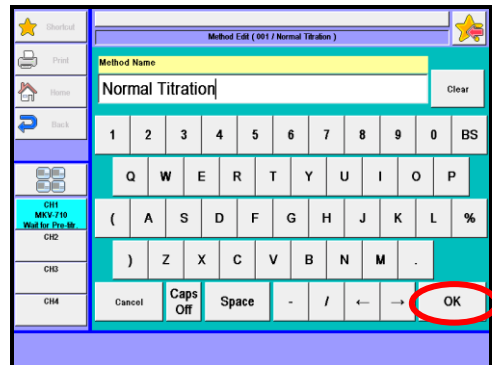 Shortcut
Method Edit ( 001 / Normal Titration )
Print
Method Name
Home
Normal Titration
Clear
Back
1 2 3 4 5 6 7 8 9 0 BS
Q W E R T Y U I O P
CH1
MKV-710
Wait for Pre-titr.
( A S D F G H J K L %
CH2
) Z X C V B N M .
CH3
CH4
Cancel Caps Off Space - / ← → OK